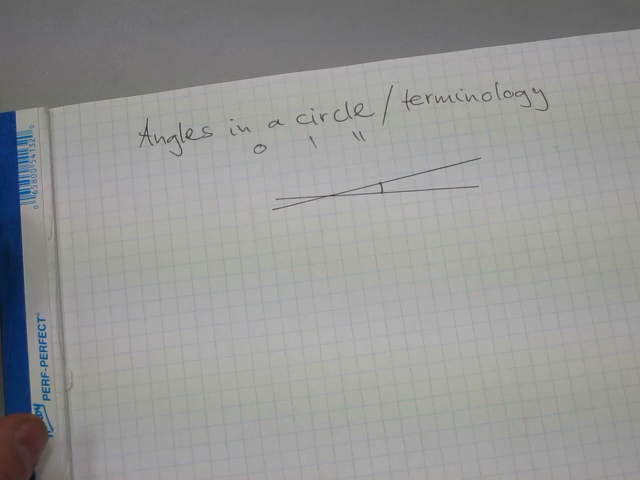 Angles in a circle / terminology
° ' "
PERF-PERFECT®